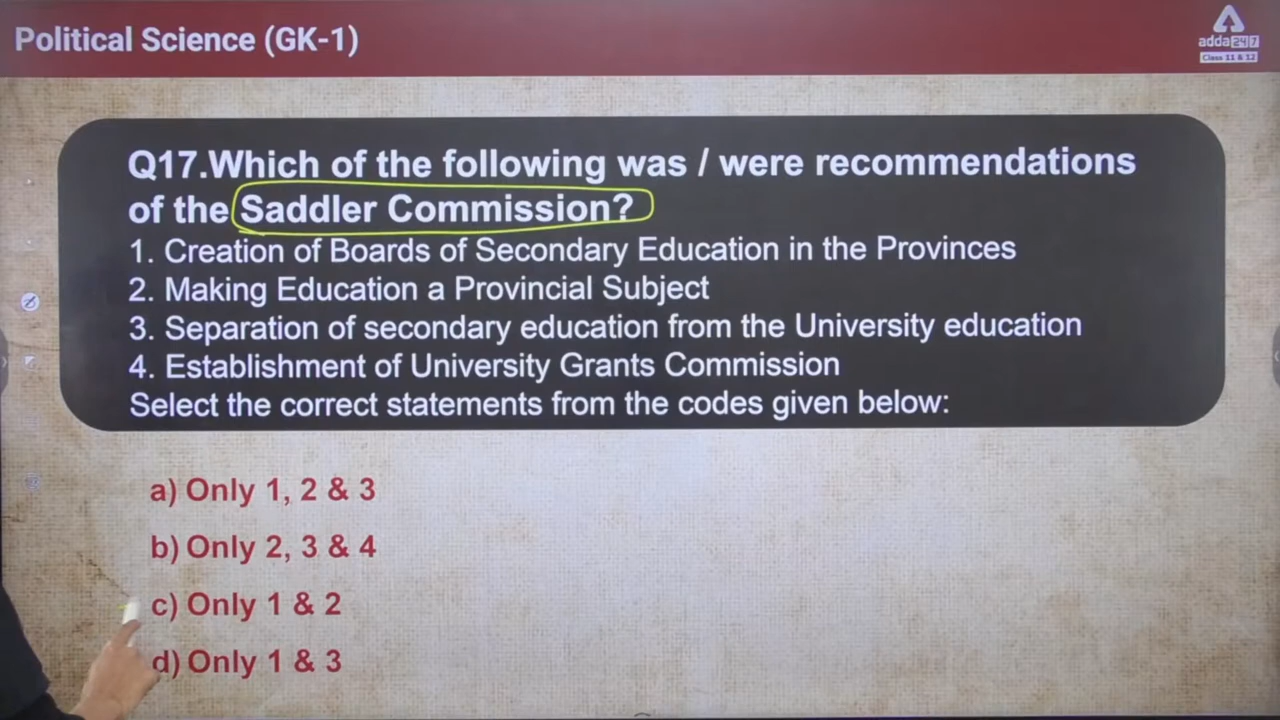 Political Science (GK-1)
adda247
Class 11 & 12
Q17.Which of the following was / were recommendations
of the Saddler Commission?
1. Creation of Boards of Secondary Education in the Provinces
2. Making Education a Provincial Subject
3. Separation of secondary education from the University education
4. Establishment of University Grants Commission
Select the correct statements from the codes given below:
a) Only 1, 2 & 3
b) Only 2, 3 & 4
c) Only 1 & 2
d) Only 1 & 3